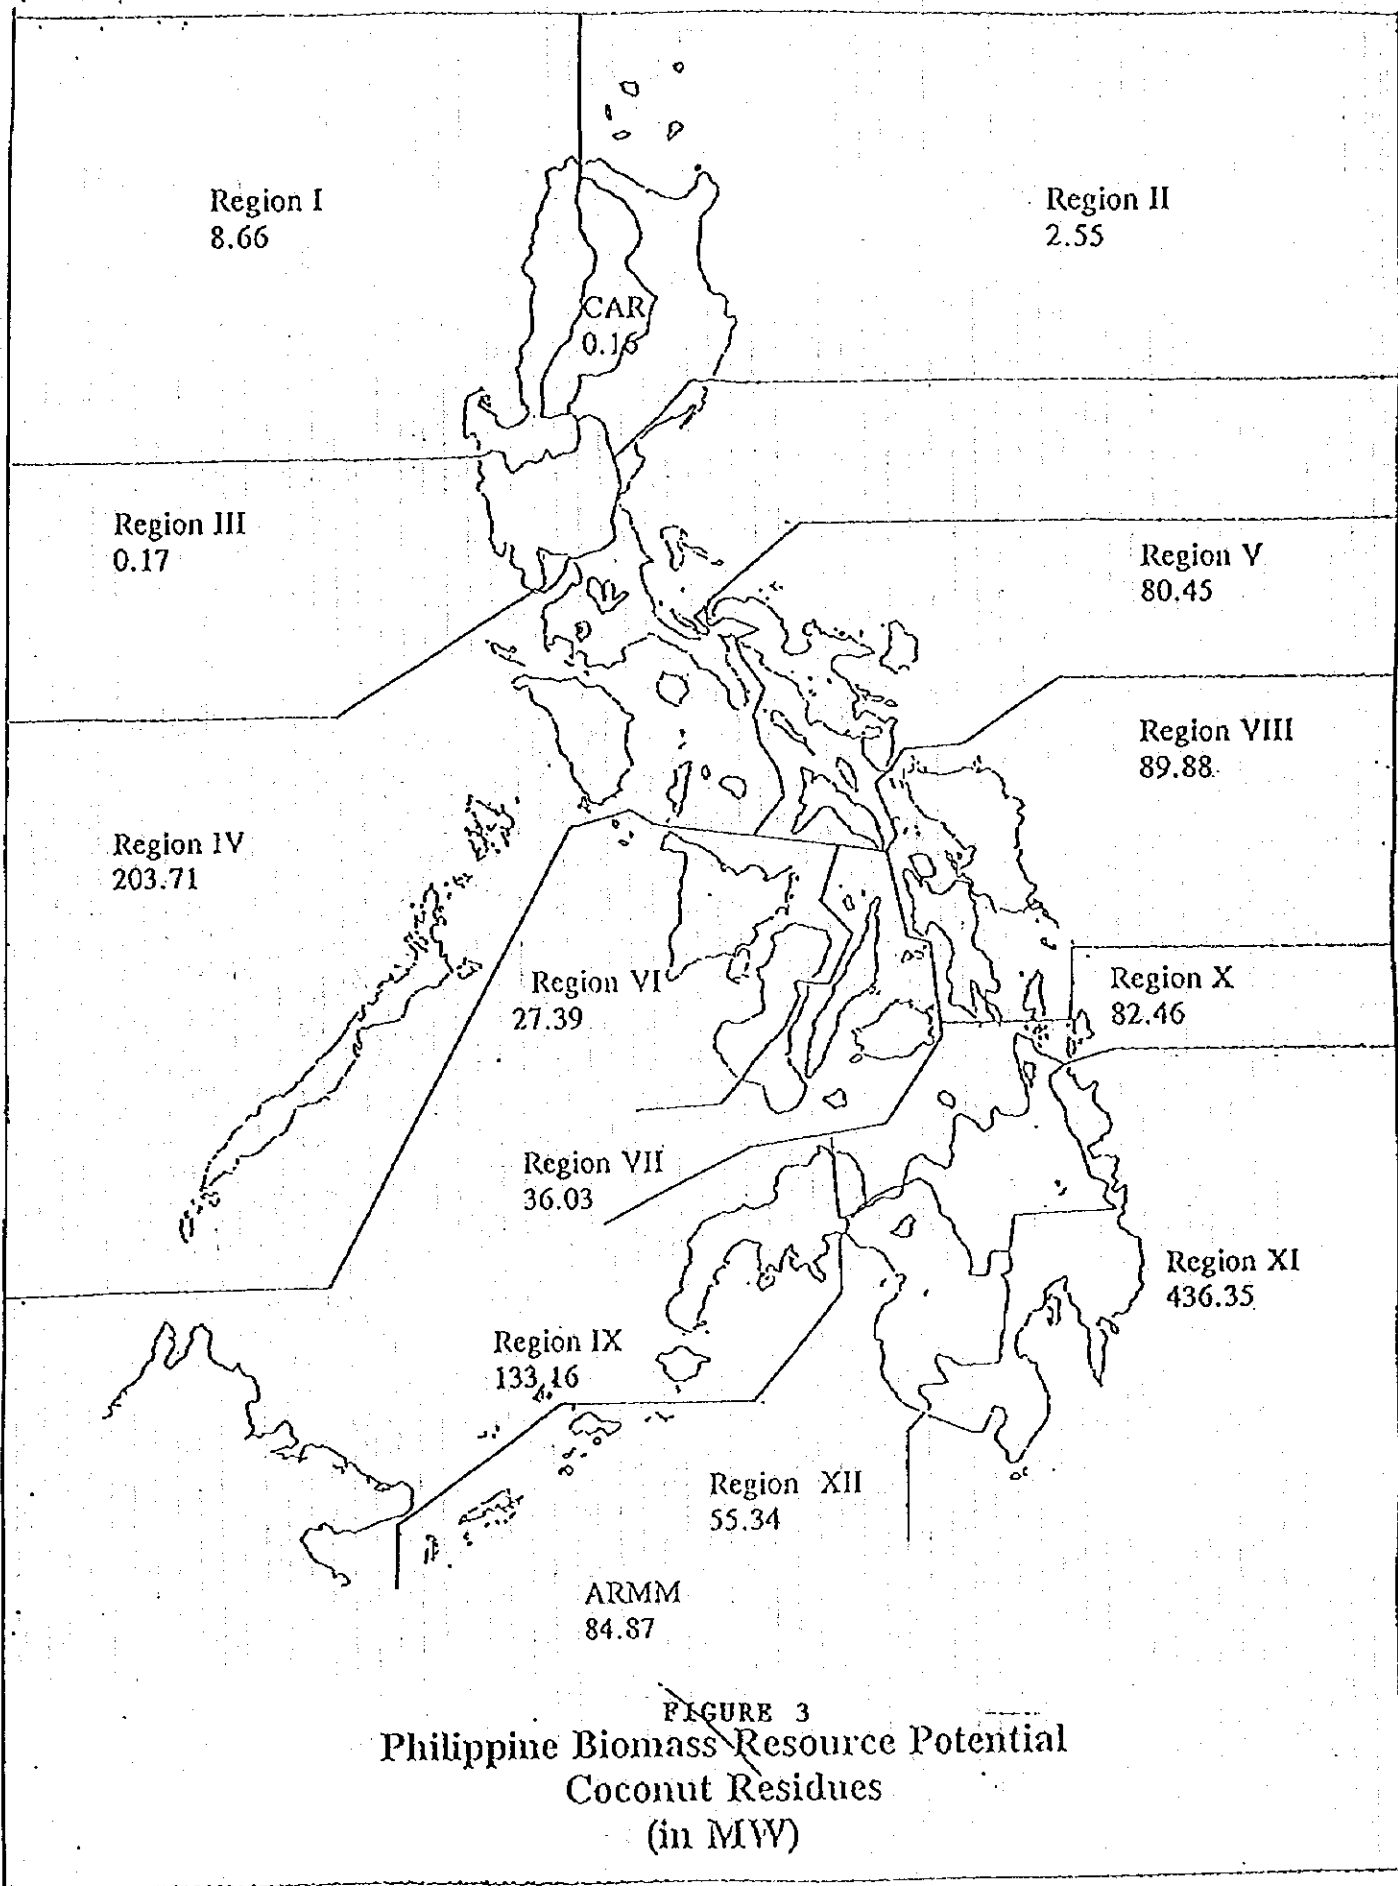 Region I
8.66
Region II
2.55
CAR
0.16
Region III
0.17
Region V
80.45
Region VIII
89.88
Region IV
203.71
Region VI
27.39
Region X
82.46
Region VII
36.03
Region XI
436.35
Region IX
133.16
Region XII
55.34
ARMM
84.87
FIGURE 3
Philippine Biomass Resource Potential
Coconut Residues
(in MW)